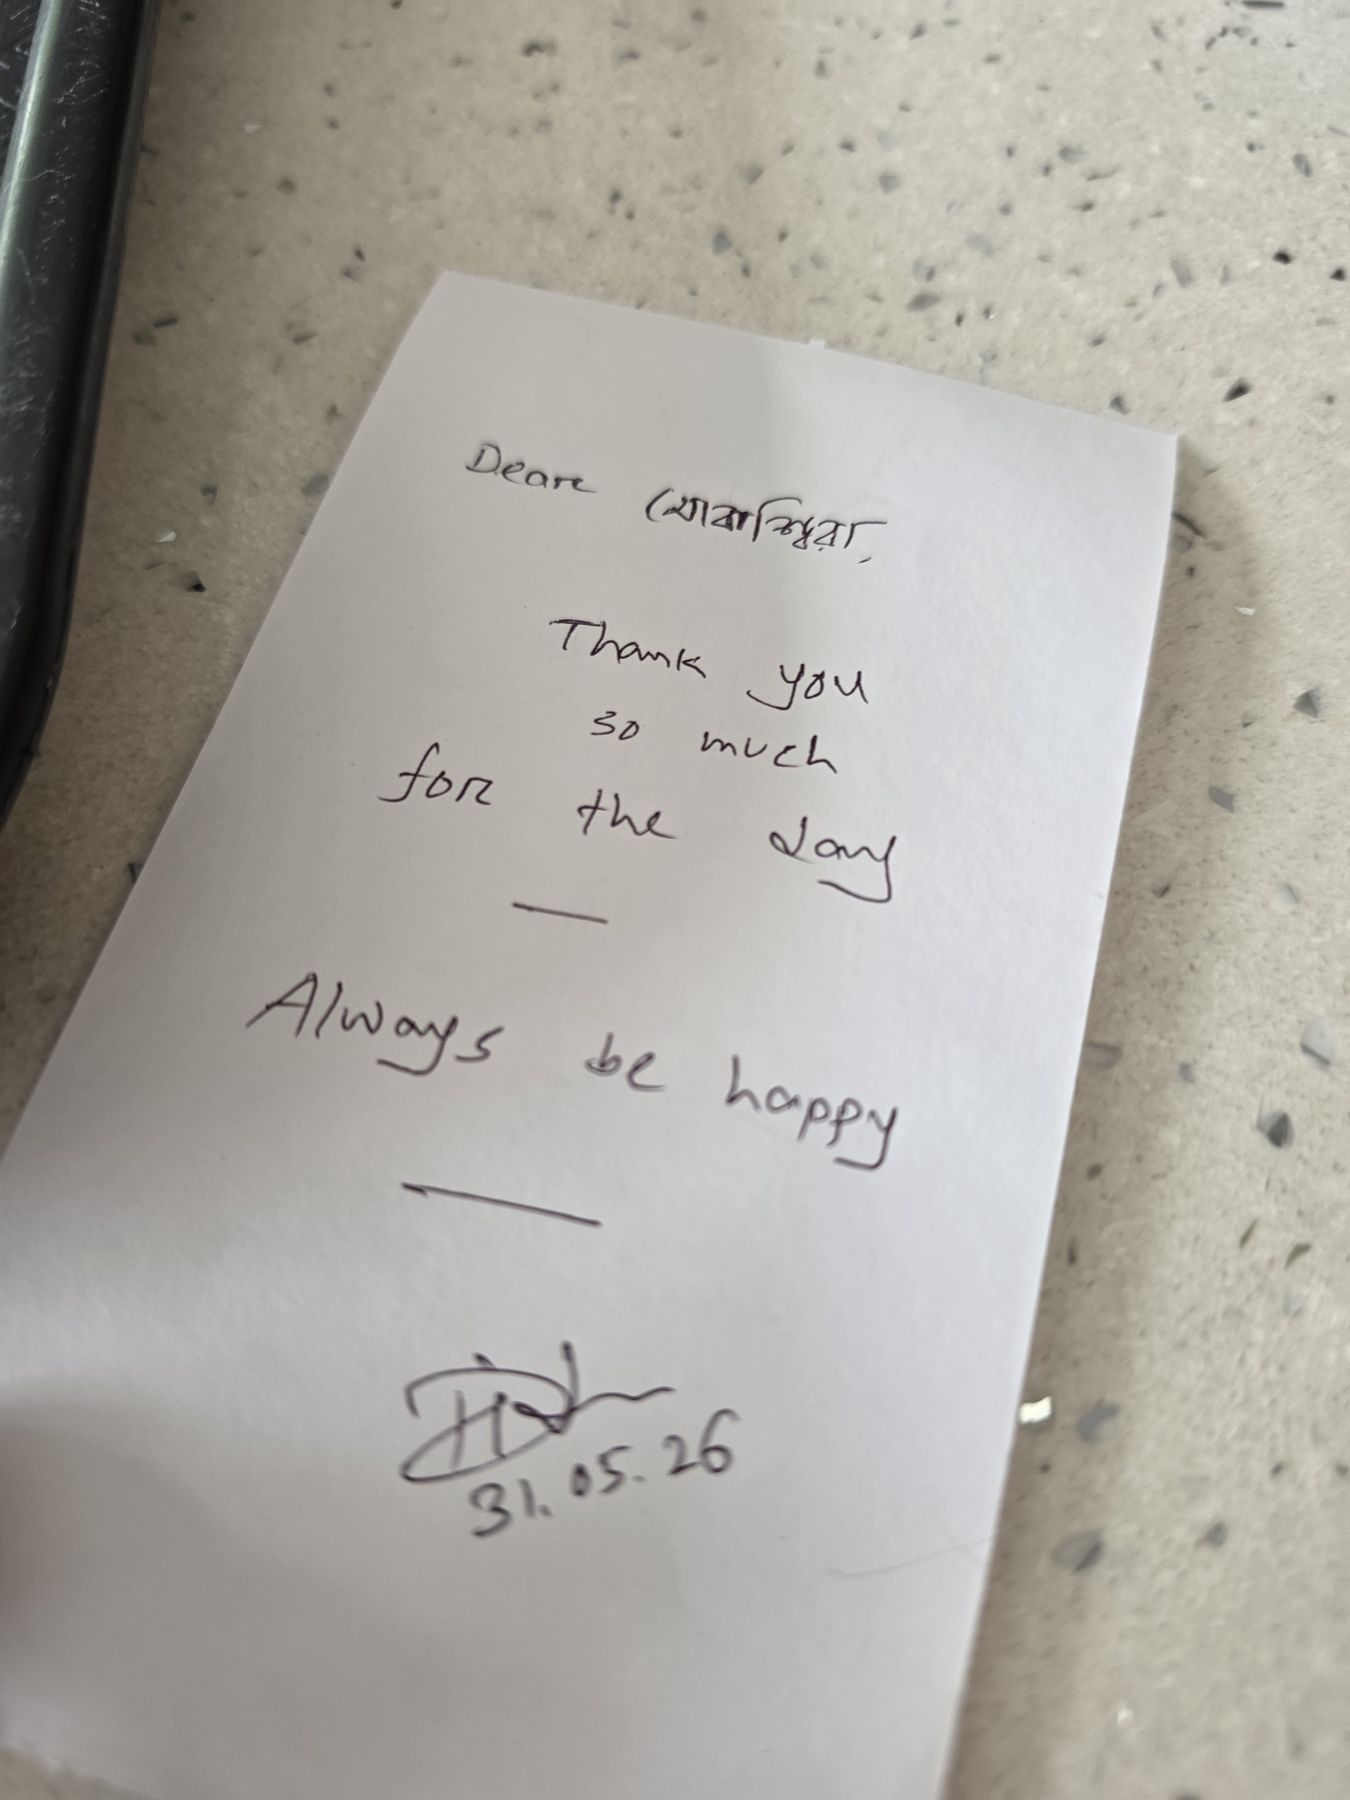 Dear
Thank you
so much
for the day
—
Always be happy
—
31.05.26